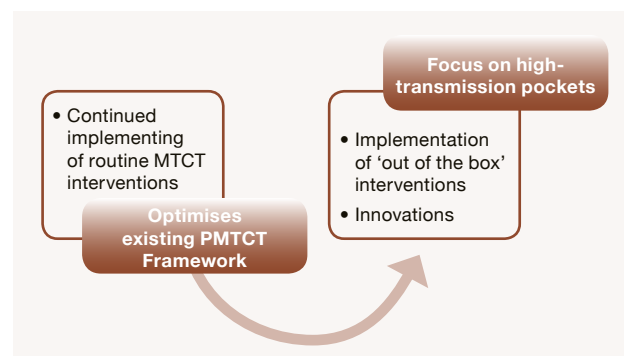 • Continued
implementing
of routine MTCT
interventions
Optimises
existing PMTCT
Framework
Focus on high-
transmission pockets
• Implementation
of ‘out of the box’
interventions
• Innovations